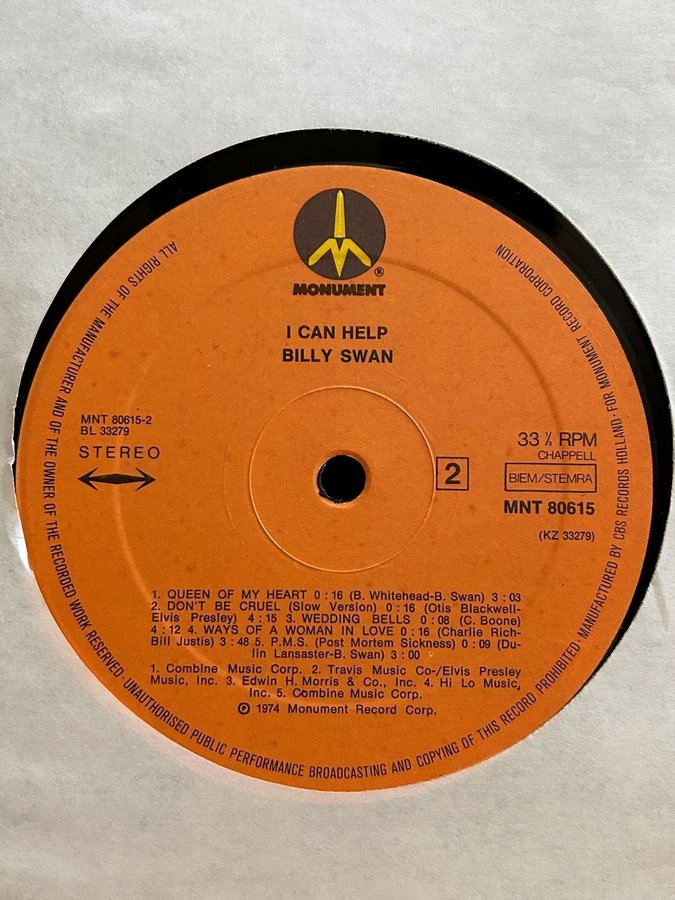 ®
MONUMENT
I CAN HELP
BILLY SWAN
MNT 80615-2
BL 33279
STEREO
2
33⅓ RPM
CHAPPELL
BIEM/STEMRA
MNT 80615
(KZ 33279)
1. QUEEN OF MY HEART 0:16 (B. Whitehead-B. Swan) 3:03
2. DON'T BE CRUEL (Slow Version) 0:16 (Otis Blackwell-
Elvis Presley) 4:15 3. WEDDING BELLS 0:08 (C. Boone)
4:12 4. WAYS OF A WOMAN IN LOVE 0:16 (Charlie Rich-
Bill Justis) 3:48 5. P.M.S. (Post Mortem Sickness) 0:09 (Du-
lin Lansaster-B. Swan) 3:00
1. Combine Music Corp. 2. Travis Music Co-/Elvis Presley
Music, Inc. 3. Edwin H. Morris & Co., Inc. 4. Hi Lo Music,
Inc. 5. Combine Music Corp.
℗ 1974 Monument Record Corp.
ALL RIGHTS OF THE MANUFACTURER AND OF THE OWNER OF THE RECORDED WORK RESERVED · UNAUTHORISED PUBLIC PERFORMANCE BROADCASTING AND COPYING OF THIS RECORD PROHIBITED · MANUFACTURED BY CBS RECORDS HOLLAND · FOR MONUMENT RECORD CORPORATION